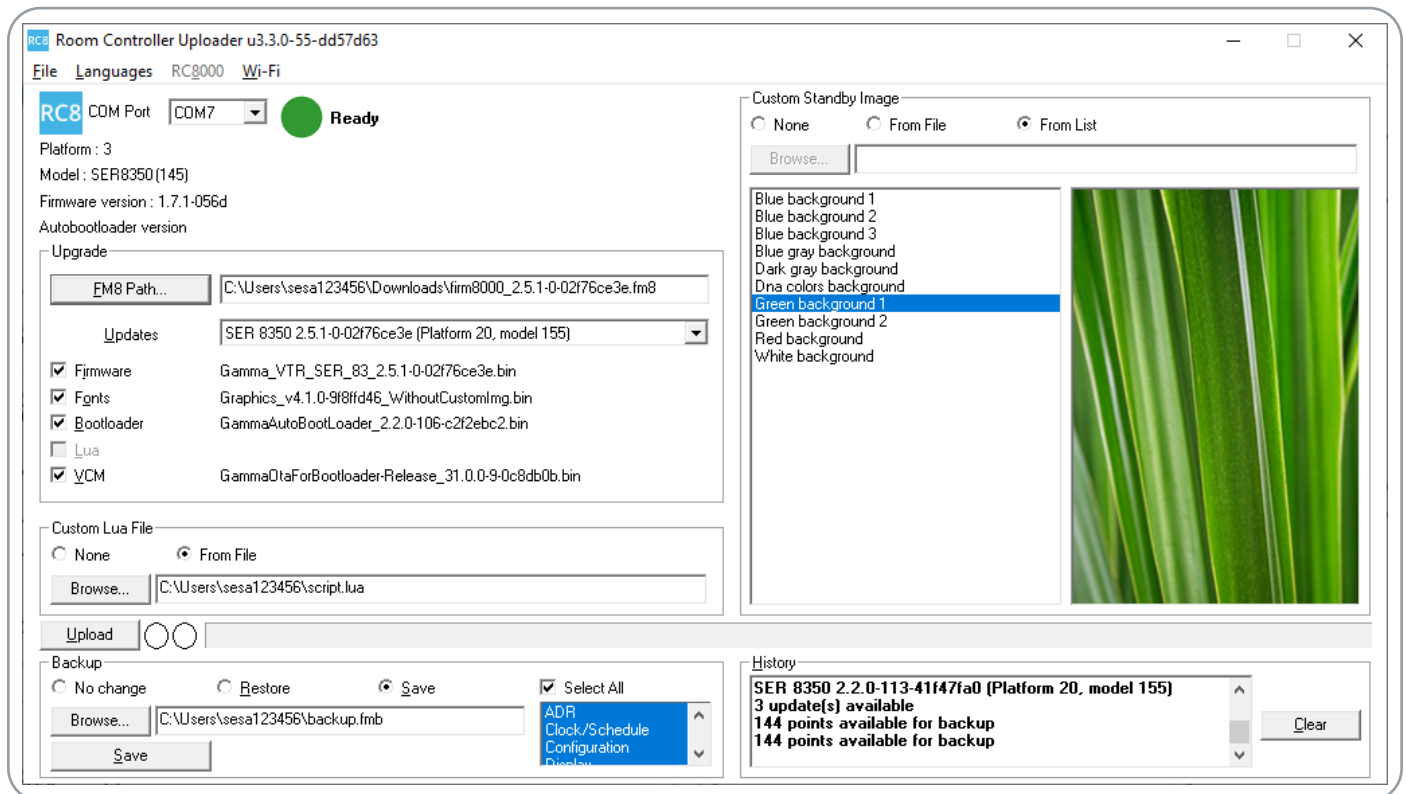 RC8 Room Controller Uploader u3.3.0-55-dd57d63
File Languages RC8000 Wi-Fi
RC8 COM Port COM7 Ready
Platform : 3
Model : SER8350(145)
Firmware version : 1.7.1-056d
Autobootloader version
Upgrade
FM8 Path... C:\Users\sesa123456\Downloads\firm8000_2.5.1-0-02f76ce3e.fm8
Updates SER 8350 2.5.1-0-02f76ce3e (Platform 20, model 155)
Firmware Gamma_VTR_SER_83_2.5.1-0-02f76ce3e.bin
Fonts Graphics_v4.1.0-9f8ffd46_WithoutCustomImg.bin
Bootloader GammaAutoBootLoader_2.2.0-106-c2f2ebc2.bin
Lua
VCM GammaOtaForBootloader-Release_31.0.0-9-0c8db0b.bin
Custom Lua File
None From File
Browse... C:\Users\sesa123456\script.lua
Custom Standby Image
None From File From List
Browse...
Blue background 1
Blue background 2
Blue background 3
Blue gray background
Dark gray background
Dna colors background
Green background 1
Green background 2
Red background
White background
Upload
Backup
No change Restore Save Select All
Browse... C:\Users\sesa123456\backup.fmb
Save
ADR
Clock/Schedule
Configuration
Display
History
SER 8350 2.2.0-113-41f47fa0 (Platform 20, model 155)
3 update(s) available
144 points available for backup
144 points available for backup
Clear